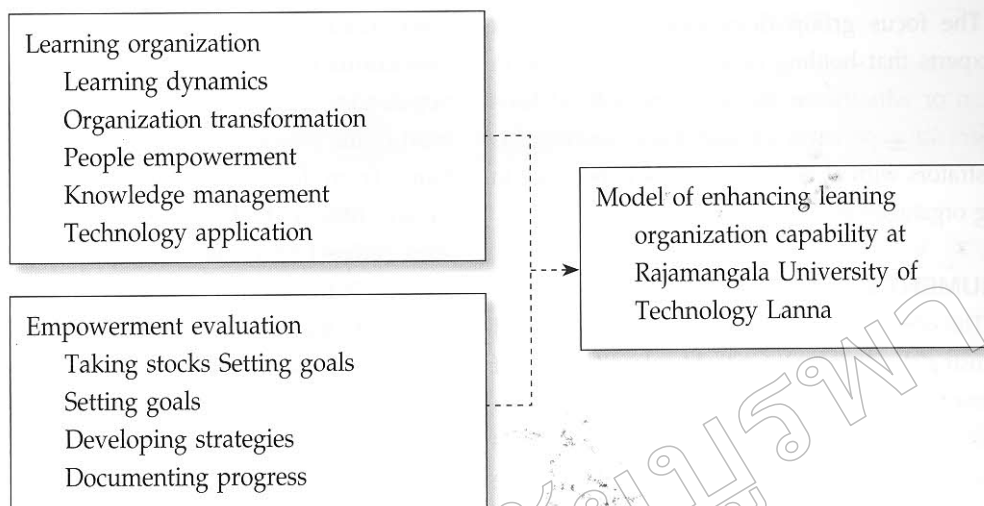 Learning organization
Learning dynamics
Organization transformation
People empowerment
Knowledge management
Technology application
Empowerment evaluation
Taking stocks Setting goals
Setting goals
Developing strategies
Documenting progress
Model of enhancing leaning
organization capability at
Rajamangala University of
Technology Lanna